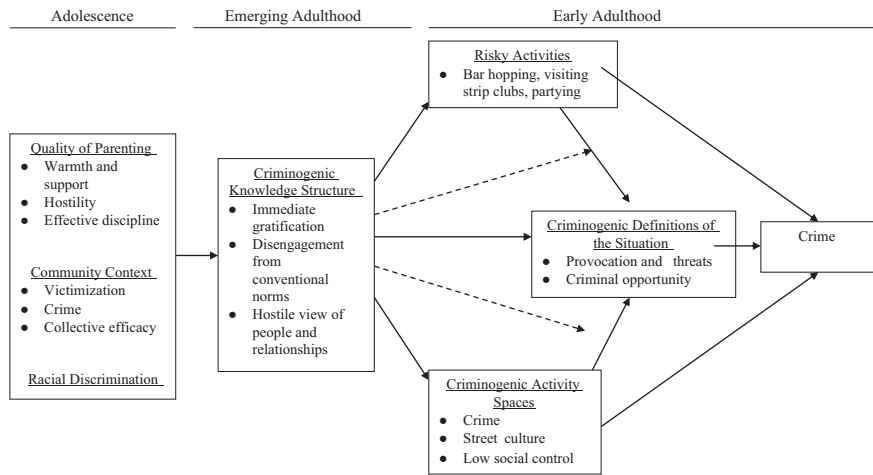 Adolescence
Emerging Adulthood
Early Adulthood
Quality of Parenting
● Warmth and
support
● Hostility
● Effective discipline
Community Context
● Victimization
● Crime
● Collective efficacy
Racial Discrimination
Criminogenic
Knowledge Structure
● Immediate
gratification
● Disengagement
from
conventional
norms
● Hostile view of
people and
relationships
Risky Activities
● Bar hopping, visiting
strip clubs, partying
Criminogenic Definitions of
the Situation
● Provocation and threats
● Criminal opportunity
Criminogenic Activity
Spaces
● Crime
● Street culture
● Low social control
Crime